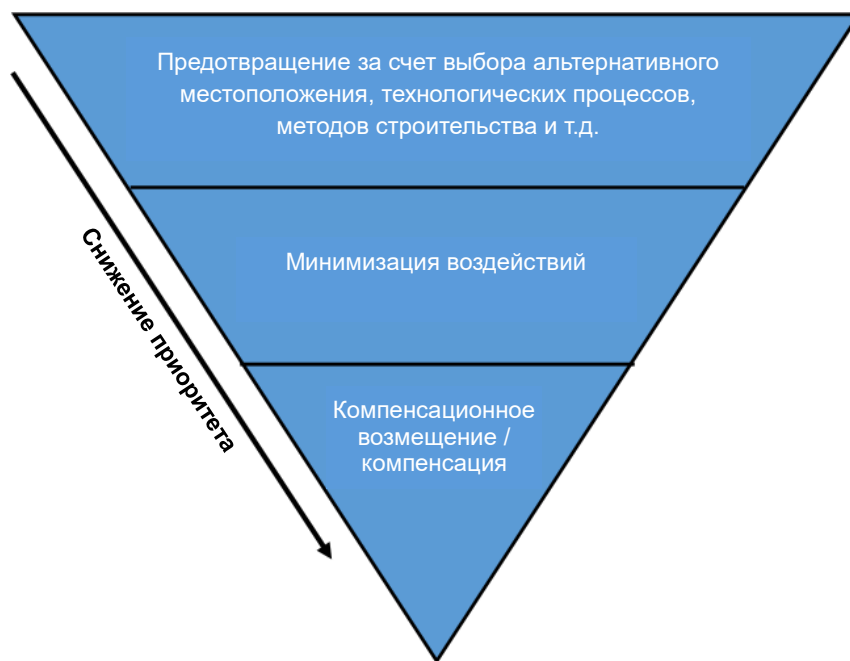 Предотвращение за счет выбора альтернативного
местоположения, технологических процессов,
методов строительства и т.д.
Минимизация воздействий
Снижение приоритета
Компенсационное
возмещение /
компенсация